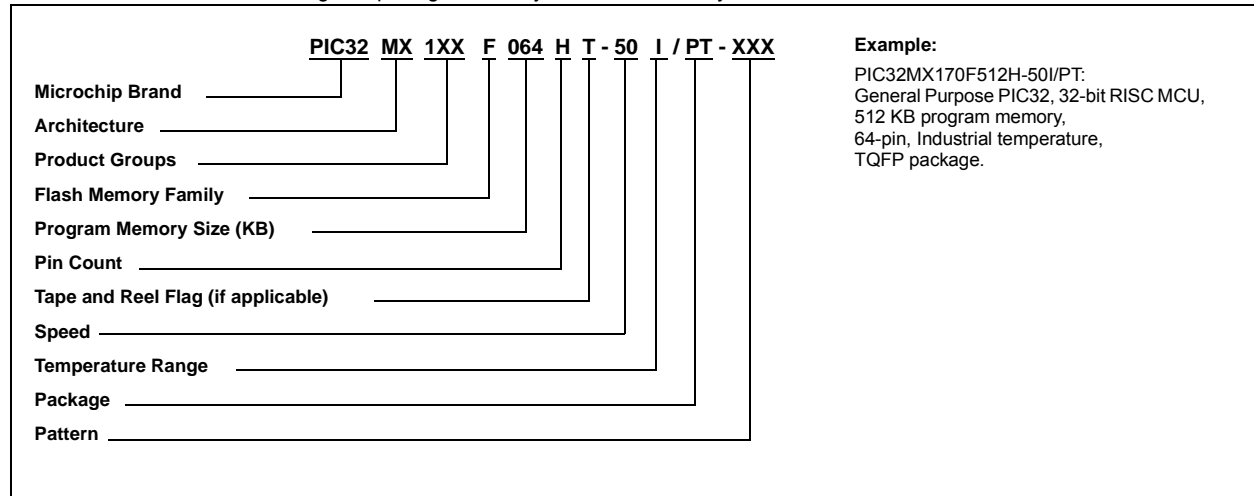 PIC32 MX 1XX F 064 H T - 50 I / PT - XXX
Microchip Brand
Architecture
Product Groups
Flash Memory Family
Program Memory Size (KB)
Pin Count
Tape and Reel Flag (if applicable)
Speed
Temperature Range
Package
Pattern
Example:
PIC32MX170F512H-50I/PT:
General Purpose PIC32, 32-bit RISC MCU,
512 KB program memory,
64-pin, Industrial temperature,
TQFP package.